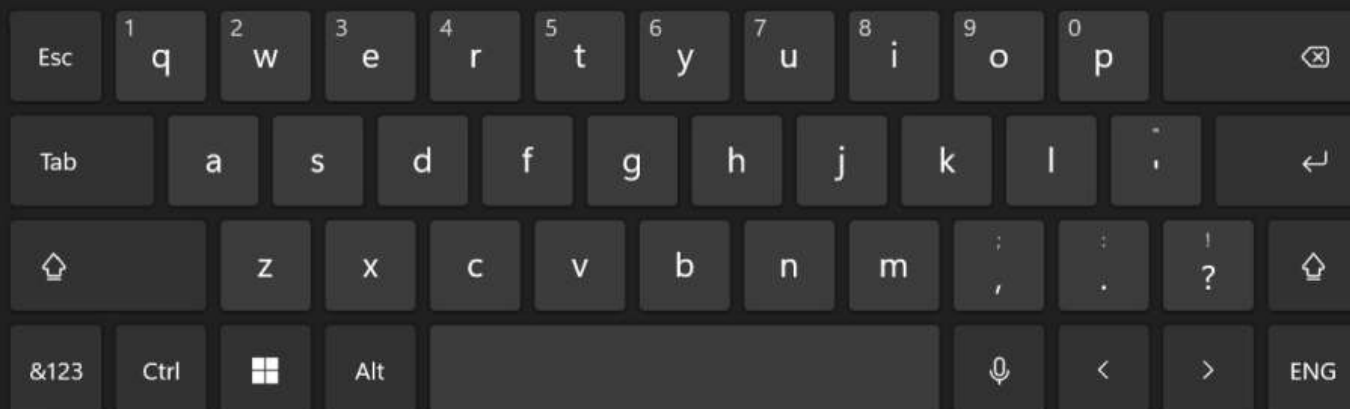 Esc 1 q 2 w 3 e 4 r 5 t 6 y 7 u 8 i 9 o 0 p
Tab a s d f g h j k l " '
z x c v b n m ; , : . ! ?
&123 Ctrl Alt < > ENG